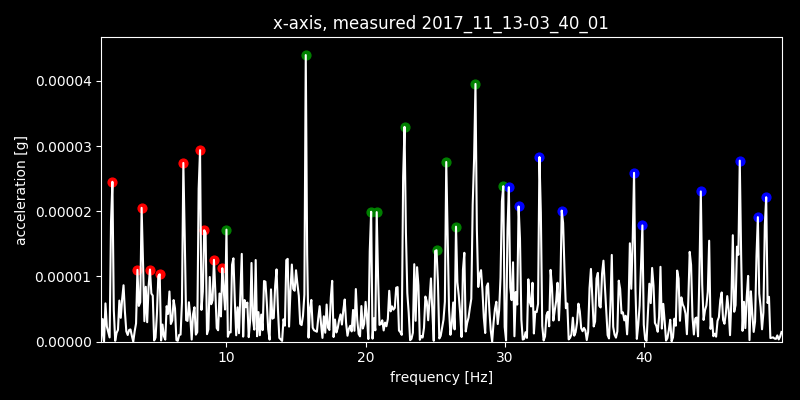 x-axis, measured 2017_11_13-03_40_01
0.00004
0.00003
0.00002
0.00001
0.00000
acceleration [g]
10 20 30 40
frequency [Hz]